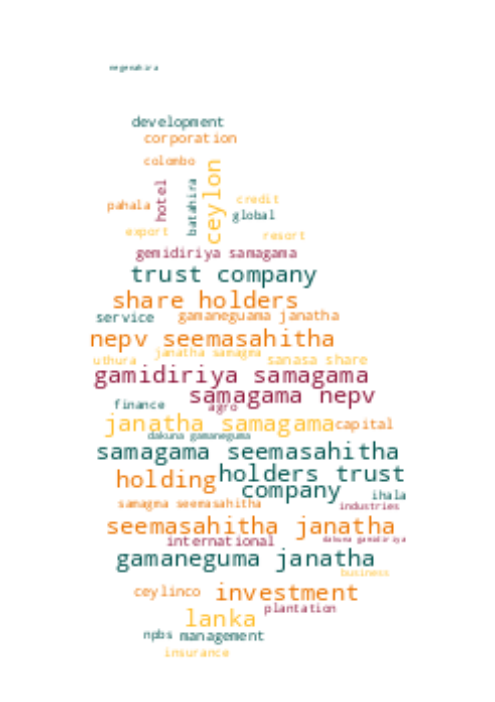 negenahira
development
corporation
colombo
hotel
batahira
ceylon
credit
pahala
global
export
resort
gemidiriya samagama
trust company
share holders
service gamaneguama janatha
nepv seemasahitha
janatha samagma
uthura sanasa share
gamidiriya samagama
samagama nepv
finance agro
janatha samagama capital
dakuna gamaneguma
samagama seemasahitha
holding holders trust
company ihala
samagma seemasahitha industries
seemasahitha janatha
international dakuna gamidiriya
gamaneguma janatha
business
ceylinco investment
plantation
lanka
npbs management
insurance